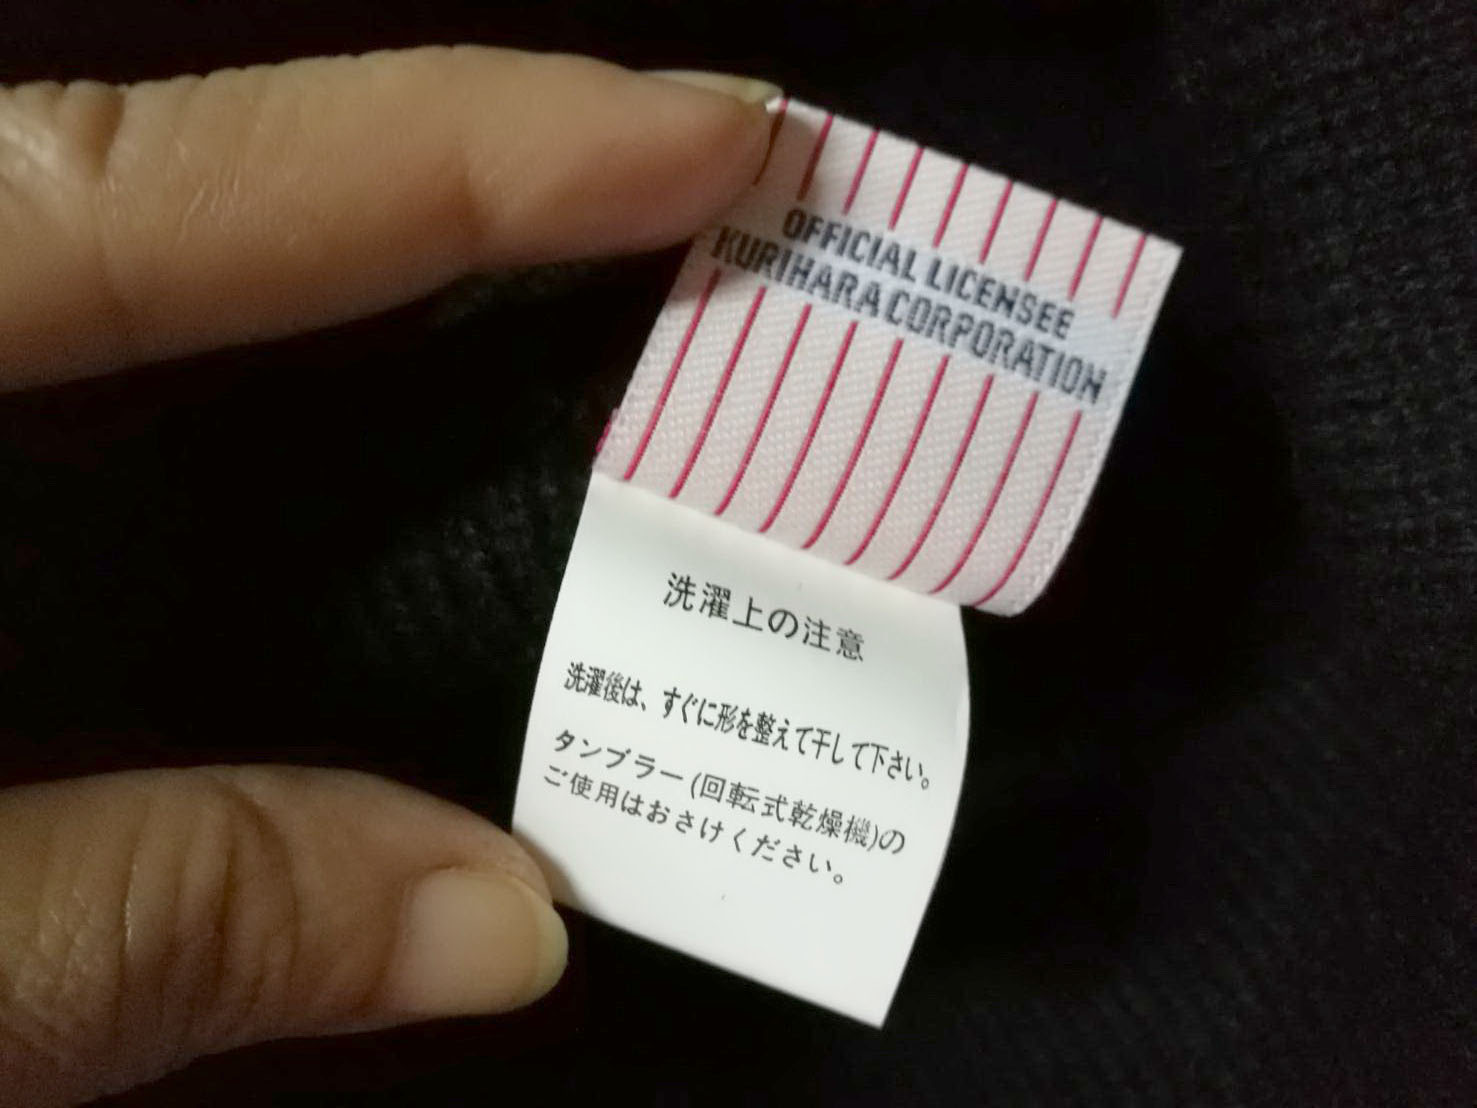 OFFICIAL LICENSEE
KURIHARA CORPORATION
洗濯上の注意
洗濯後は、すぐに形を整えて干して下さい。
タンブラー(回転式乾燥機)の
ご使用はおさけください。